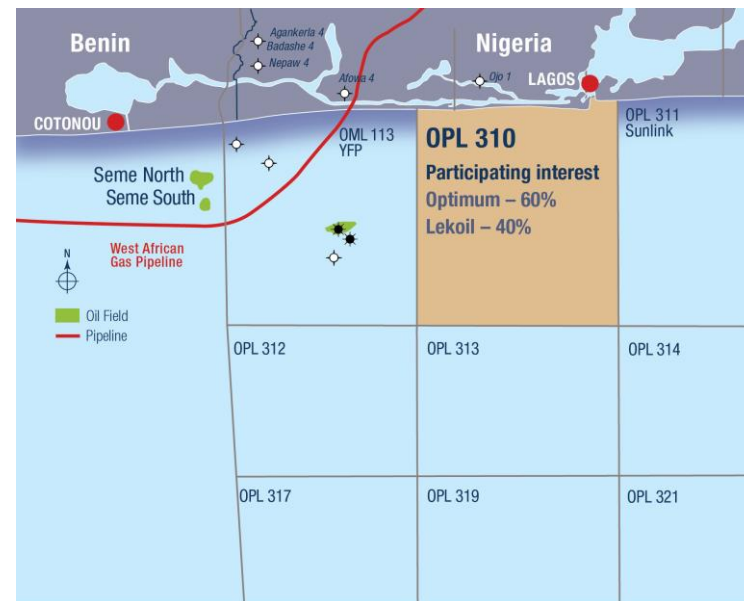 Benin
Agankerla 4
Badashe 4
Nepaw 4
Afowa 4
Nigeria
Ojo 1
LAGOS
COTONOU
OML 113
YFP
OPL 310
Participating interest
Optimum – 60%
Lekoil – 40%
OPL 311
Sunlink
Seme North
Seme South
West African
Gas Pipeline
N
Oil Field
Pipeline
OPL 312
OPL 313
OPL 314
OPL 317
OPL 319
OPL 321